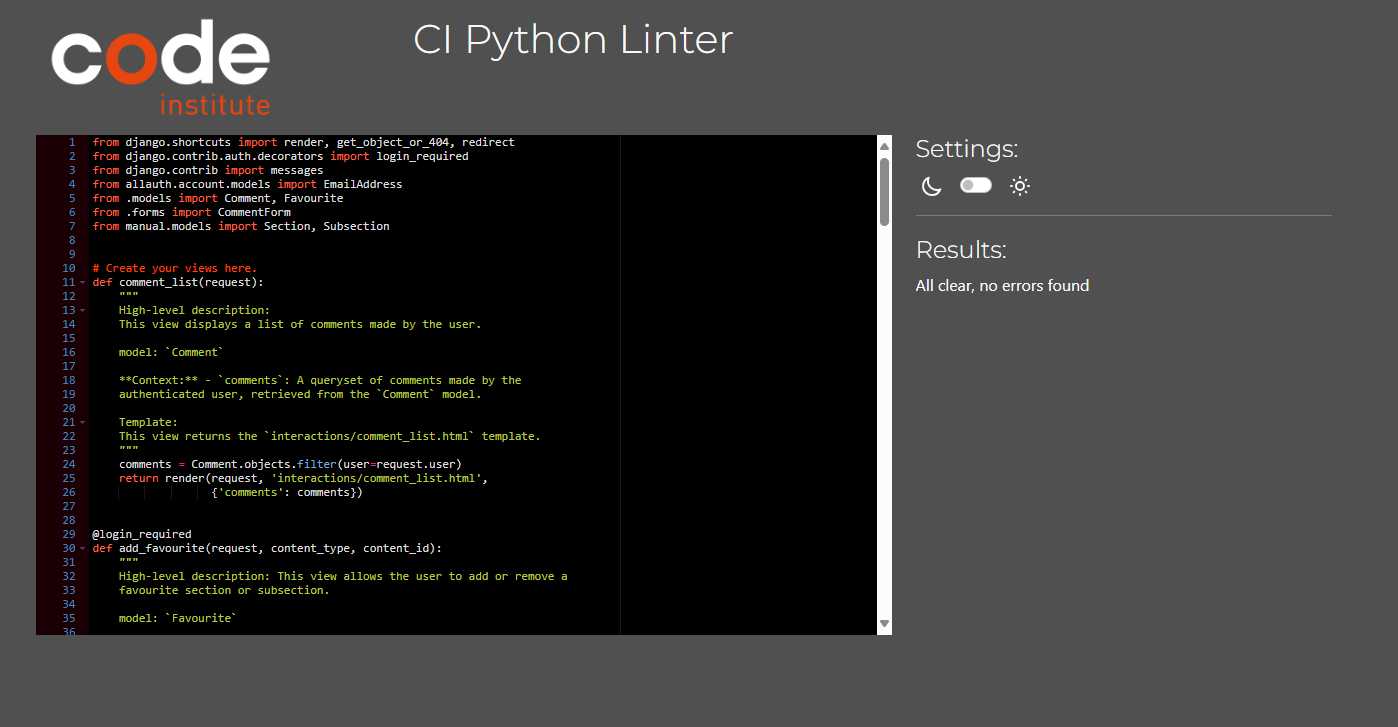 code
institute
CI Python Linter
1 from django.shortcuts import render, get_object_or_404, redirect
2 from django.contrib.auth.decorators import login_required
3 from django.contrib import messages
4 from allauth.account.models import EmailAddress
5 from .models import Comment, Favourite
6 from .forms import CommentForm
7 from manual.models import Section, Subsection
8
9
10 # Create your views here.
11 def comment_list(request):
12     """
13     High-level description:
14     This view displays a list of comments made by the user.
15
16     model: `Comment`
17
18     **Context:** - `comments`: A queryset of comments made by the
19     authenticated user, retrieved from the `Comment` model.
20
21     Template:
22     This view returns the `interactions/comment_list.html` template.
23     """
24     comments = Comment.objects.filter(user=request.user)
25     return render(request, 'interactions/comment_list.html',
26                   {'comments': comments})
27
28
29 @login_required
30 def add_favourite(request, content_type, content_id):
31     """
32     High-level description: This view allows the user to add or remove a
33     favourite section or subsection.
34
35     model: `Favourite`
36
Settings:
Results:
All clear, no errors found